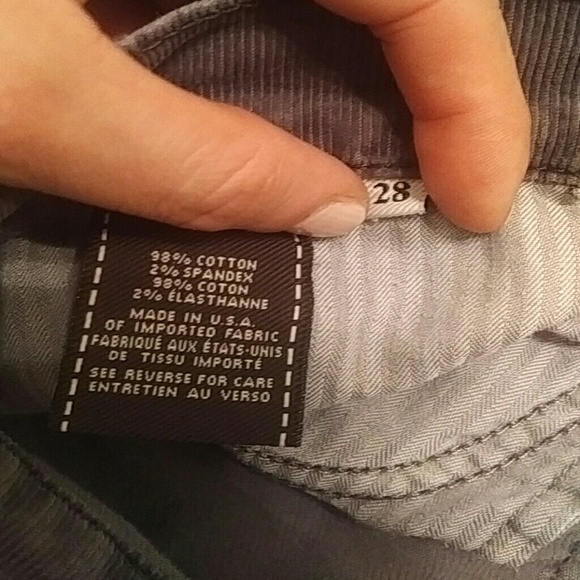 28
98% COTTON
2% SPANDEX
98% COTON
2% ÉLASTHANNE
MADE IN U.S.A.
OF IMPORTED FABRIC
FABRIQUÉ AUX ÉTATS-UNIS
DE TISSU IMPORTÉ
SEE REVERSE FOR CARE
ENTRETIEN AU VERSO